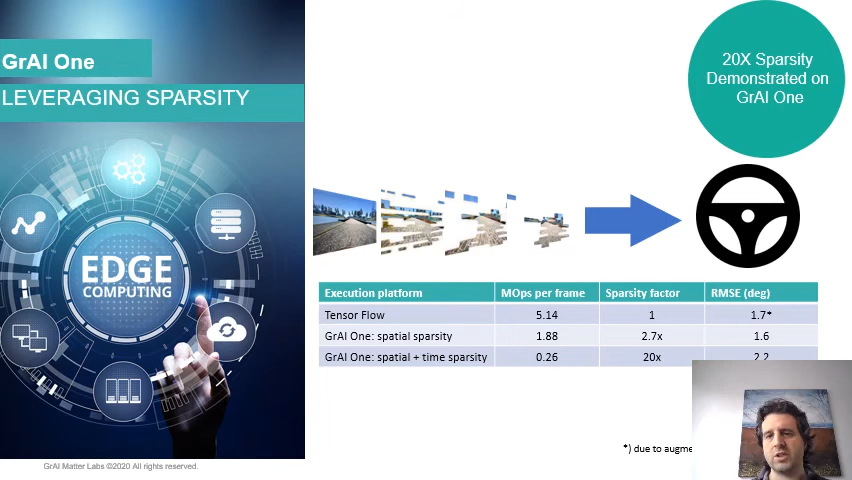 GrAI One
LEVERAGING SPARSITY
20X Sparsity
Demonstrated on
GrAI One
EDGE
COMPUTING
Execution platform MOps per frame Sparsity factor RMSE (deg)
Tensor Flow 5.14 1 1.7*
GrAI One: spatial sparsity 1.88 2.7x 1.6
GrAI One: spatial + time sparsity 0.26 20x 2.2
*) due to augme
GrAI Matter Labs ©2020 All rights reserved.